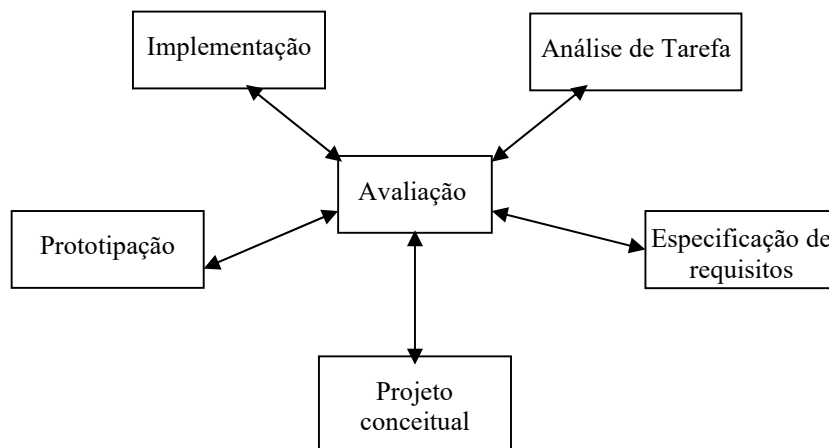 Implementação
Análise de Tarefa
Avaliação
Prototipação
Especificação de
requisitos
Projeto
conceitual